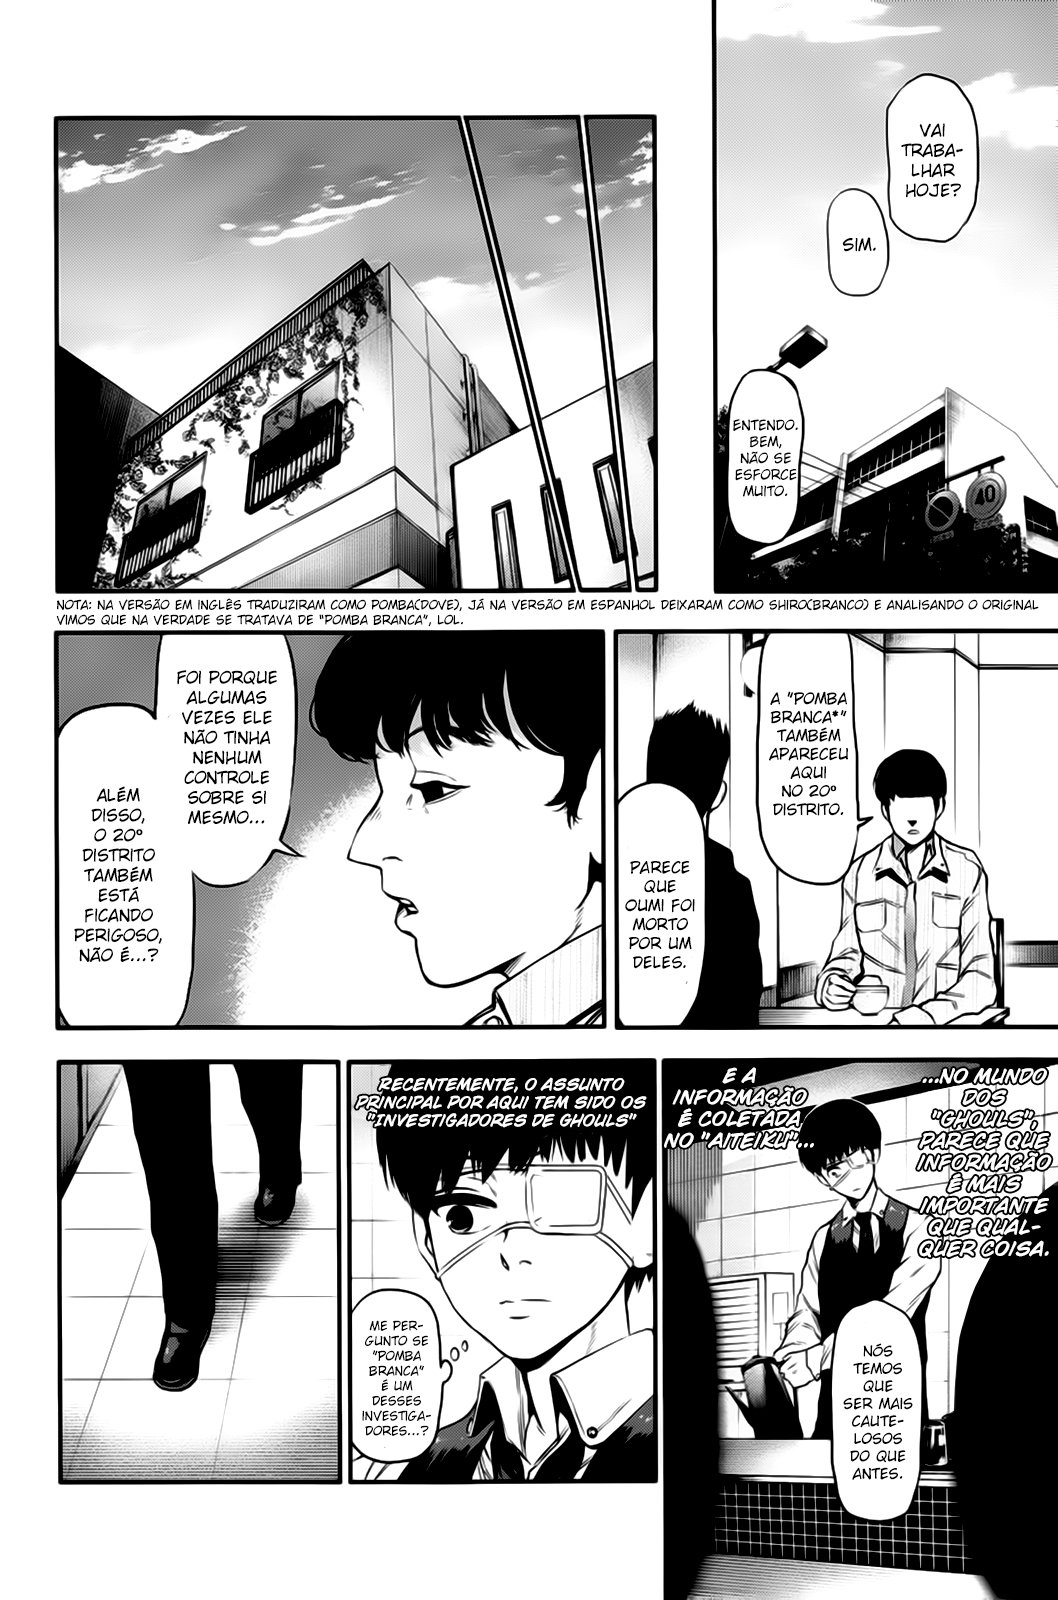 VAI
TRABA-
LHAR
HOJE?
SIM.
ENTENDO.
BEM,
NÃO SE
ESFORCE
MUITO.
40
NOTA: NA VERSÃO EM INGLÊS TRADUZIRAM COMO POMBA(DOVE), JÁ NA VERSÃO EM ESPANHOL DEIXARAM COMO SHIRO(BRANCO) E ANALISANDO O ORIGINAL
VIMOS QUE NA VERDADE SE TRATAVA DE "POMBA BRANCA", LOL.
A "POMBA
BRANCA*"
TAMBÉM
APARECEU
AQUI
NO 20º
DISTRITO.
PARECE
QUE
OUMI FOI
MORTO
POR UM
DELES.
FOI PORQUE
ALGUMAS
VEZES ELE
NÃO TINHA
NENHUM
CONTROLE
SOBRE SI
MESMO...
ALÉM
DISSO,
O 20º
DISTRITO
TAMBÉM
ESTÁ
FICANDO
PERIGOSO,
NÃO É...?
...NO MUNDO
DOS
"GHOULS",
PARECE QUE
INFORMAÇÃO
É MAIS
IMPORTANTE
QUE QUAL-
QUER COISA.
E A
INFORMAÇÃO
É COLETADA
NO "AITEIKU"...
NÓS
TEMOS
QUE
SER MAIS
CAUTE-
LOSOS
DO QUE
ANTES.
RECENTEMENTE, O ASSUNTO
PRINCIPAL POR AQUI TEM SIDO OS
"INVESTIGADORES DE GHOULS"
ME PER-
GUNTO SE
"POMBA
BRANCA"
É UM
DESSES
INVESTIGA-
DORES...?